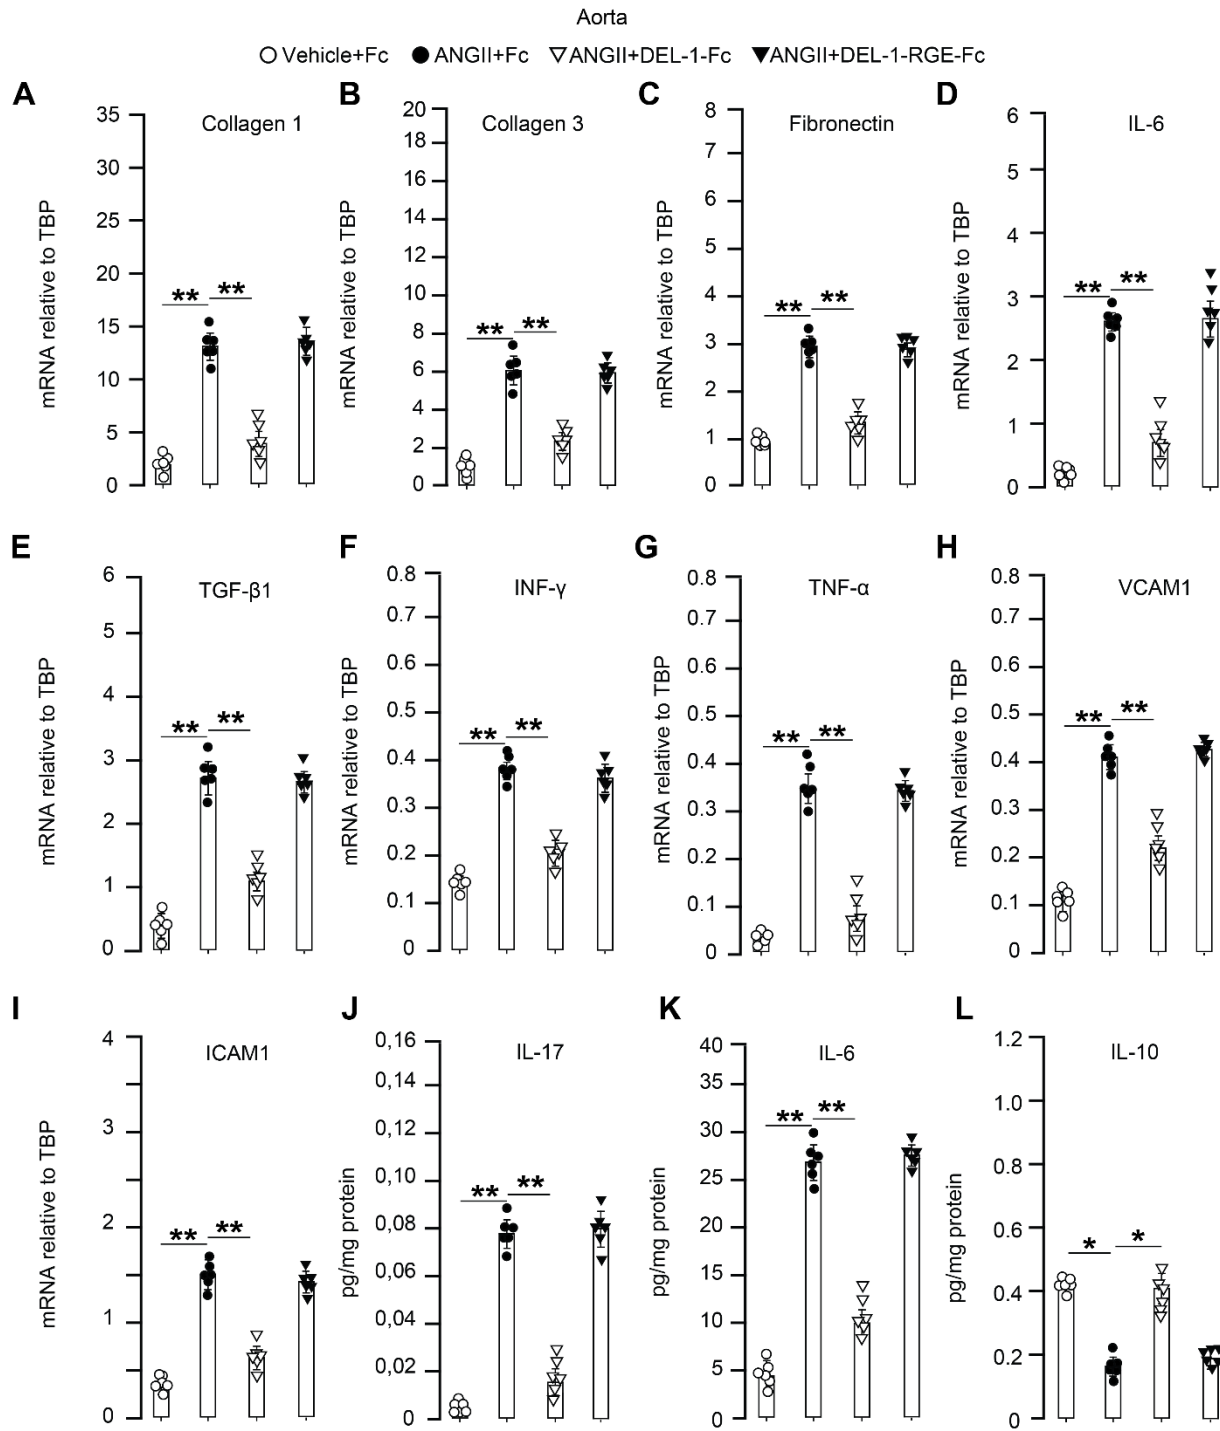 Aorta
Vehicle+Fc ANGII+Fc ANGII+DEL-1-Fc ANGII+DEL-1-RGE-Fc
A
Collagen 1
mRNA relative to TBP
35
30
25
20
15
10
5
0
** **
B
Collagen 3
mRNA relative to TBP
20
18
16
14
12
10
8
6
4
2
0
** **
C
Fibronectin
mRNA relative to TBP
8
7
6
5
4
3
2
1
0
** **
D
IL-6
mRNA relative to TBP
6
5
4
3
2
1
0
** **
E
TGF-β1
mRNA relative to TBP
6
5
4
3
2
1
0
** **
F
INF-γ
mRNA relative to TBP
0.8
0.7
0.6
0.5
0.4
0.3
0.2
0.1
0
** **
G
TNF-α
mRNA relative to TBP
0.8
0.7
0.6
0.5
0.4
0.3
0.2
0.1
0
** **
H
VCAM1
mRNA relative to TBP
0.8
0.7
0.6
0.5
0.4
0.3
0.2
0.1
0
** **
I
ICAM1
mRNA relative to TBP
4
3
2
1
0
** **
J
IL-17
pg/mg protein
0,16
0,14
0,12
0,10
0,08
0,06
0,04
0,02
0
** **
K
IL-6
pg/mg protein
40
35
30
25
20
15
10
5
0
** **
L
IL-10
pg/mg protein
1.2
1.0
0.8
0.6
0.4
0.2
0
* *